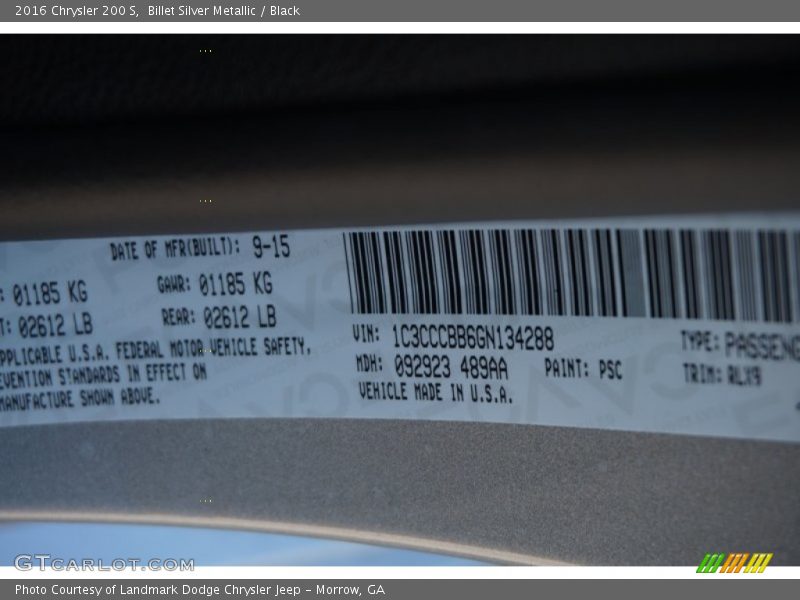 2016 Chrysler 200 S,  Billet Silver Metallic / Black
DATE OF MFR(BUILT): 9-15
: 01185 KG GAWR: 01185 KG
T: 02612 LB REAR: 02612 LB
PPLICABLE U.S.A. FEDERAL MOTOR VEHICLE SAFETY,
EVENTION STANDARDS IN EFFECT ON
MANUFACTURE SHOWN ABOVE.
VIN: 1C3CCCBB6GN134288 TYPE: PASSENG
MDH: 092923 489AA PAINT: PSC TRIM: RLX9
VEHICLE MADE IN U.S.A.
GTCARLOT.COM
Photo Courtesy of Landmark Dodge Chrysler Jeep – Morrow, GA